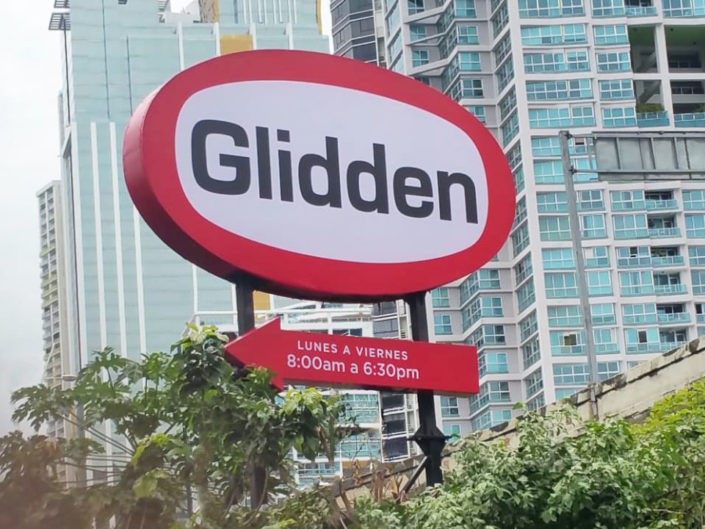 Glidden
LUNES A VIERNES
8:00am a 6:30pm